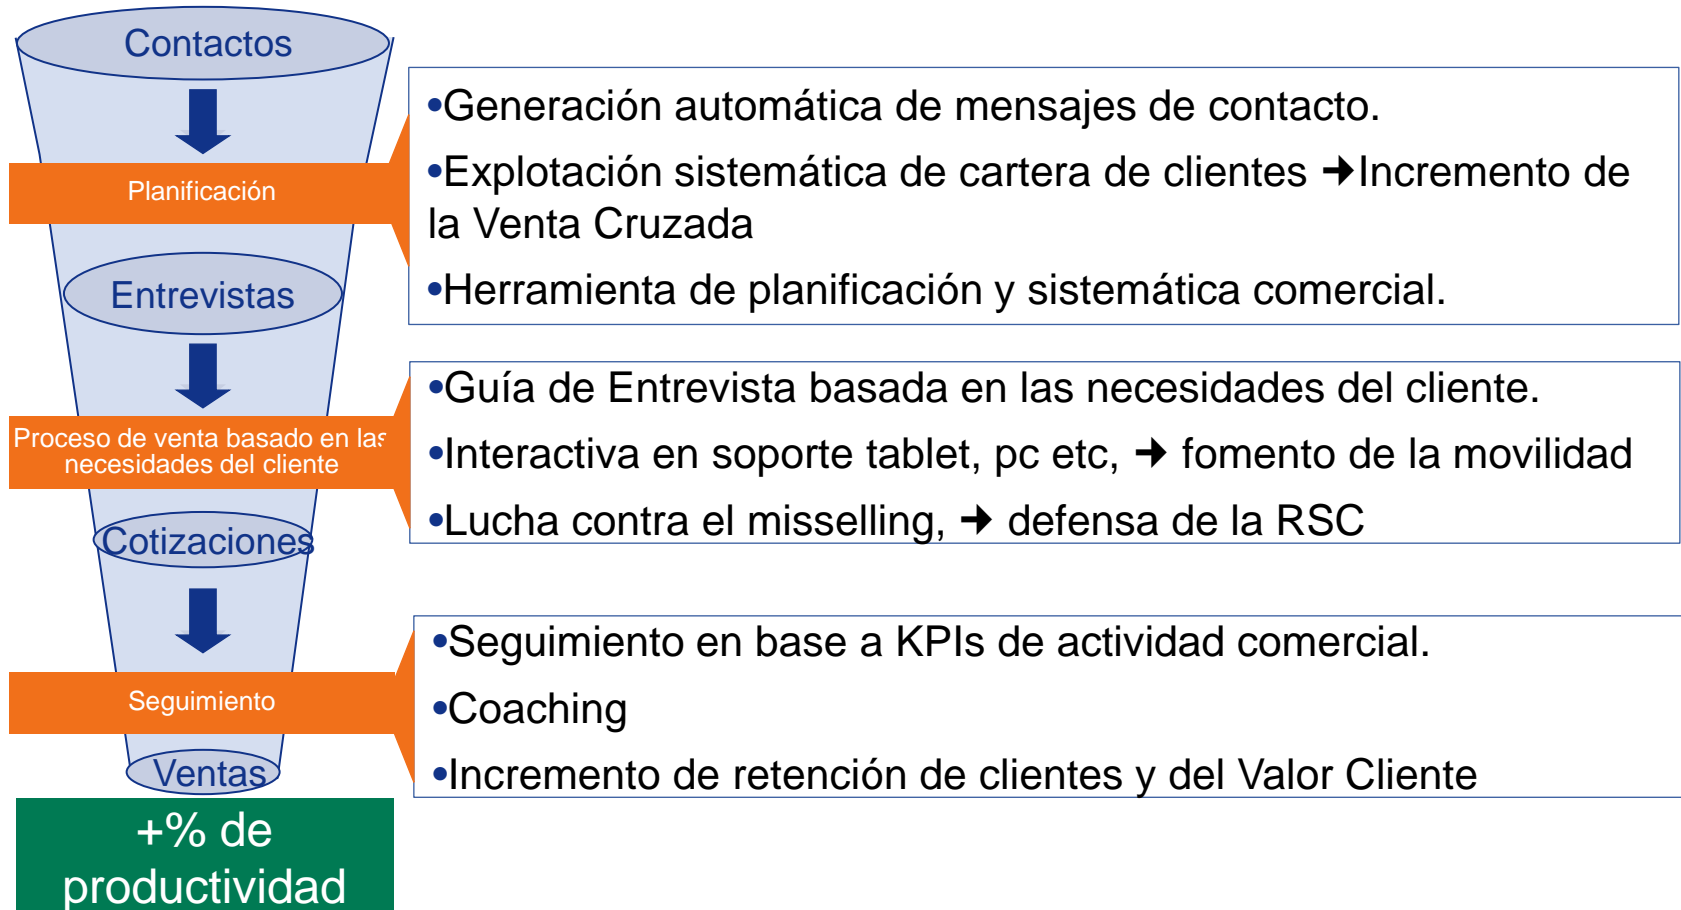 Contactos
Planificación
•Generación automática de mensajes de contacto.
•Explotación sistemática de cartera de clientes ➔Incremento de
la Venta Cruzada
•Herramienta de planificación y sistemática comercial.
Entrevistas
Proceso de venta basado en las
necesidades del cliente
•Guía de Entrevista basada en las necesidades del cliente.
•Interactiva en soporte tablet, pc etc, ➔ fomento de la movilidad
•Lucha contra el misselling, ➔ defensa de la RSC
Cotizaciones
Seguimiento
•Seguimiento en base a KPIs de actividad comercial.
•Coaching
•Incremento de retención de clientes y del Valor Cliente
Ventas
+% de
productividad